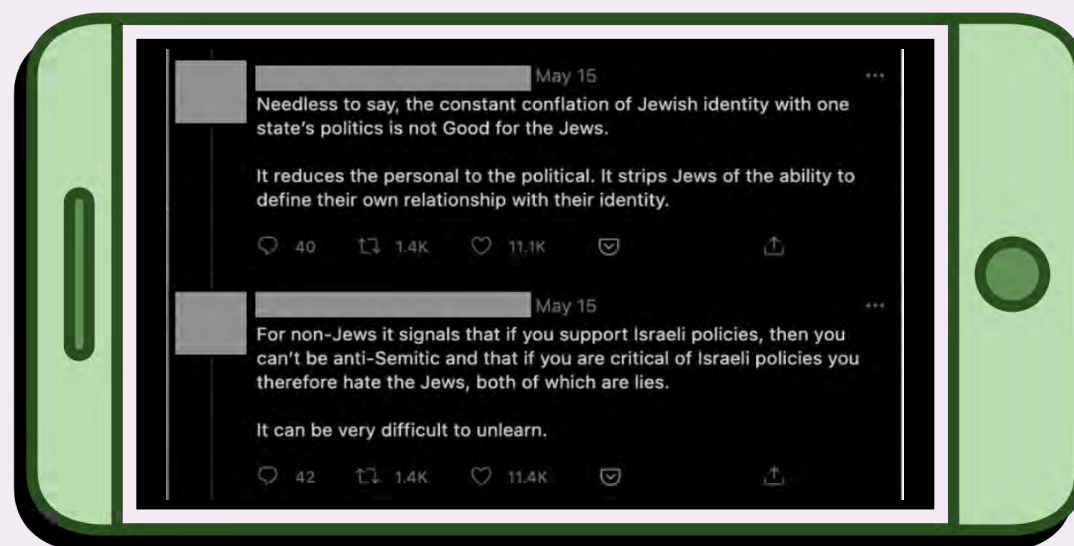 May 15
Needless to say, the constant conflation of Jewish identity with one
state's politics is not Good for the Jews.
It reduces the personal to the political. It strips Jews of the ability to
define their own relationship with their identity.
40 1.4K 11.1K
May 15
For non-Jews it signals that if you support Israeli policies, then you
can't be anti-Semitic and that if you are critical of Israeli policies you
therefore hate the Jews, both of which are lies.
It can be very difficult to unlearn.
42 1.4K 11.4K